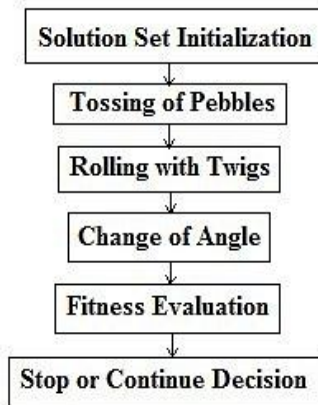 Solution Set Initialization
Tossing of Pebbles
Rolling with Twigs
Change of Angle
Fitness Evaluation
Stop or Continue Decision